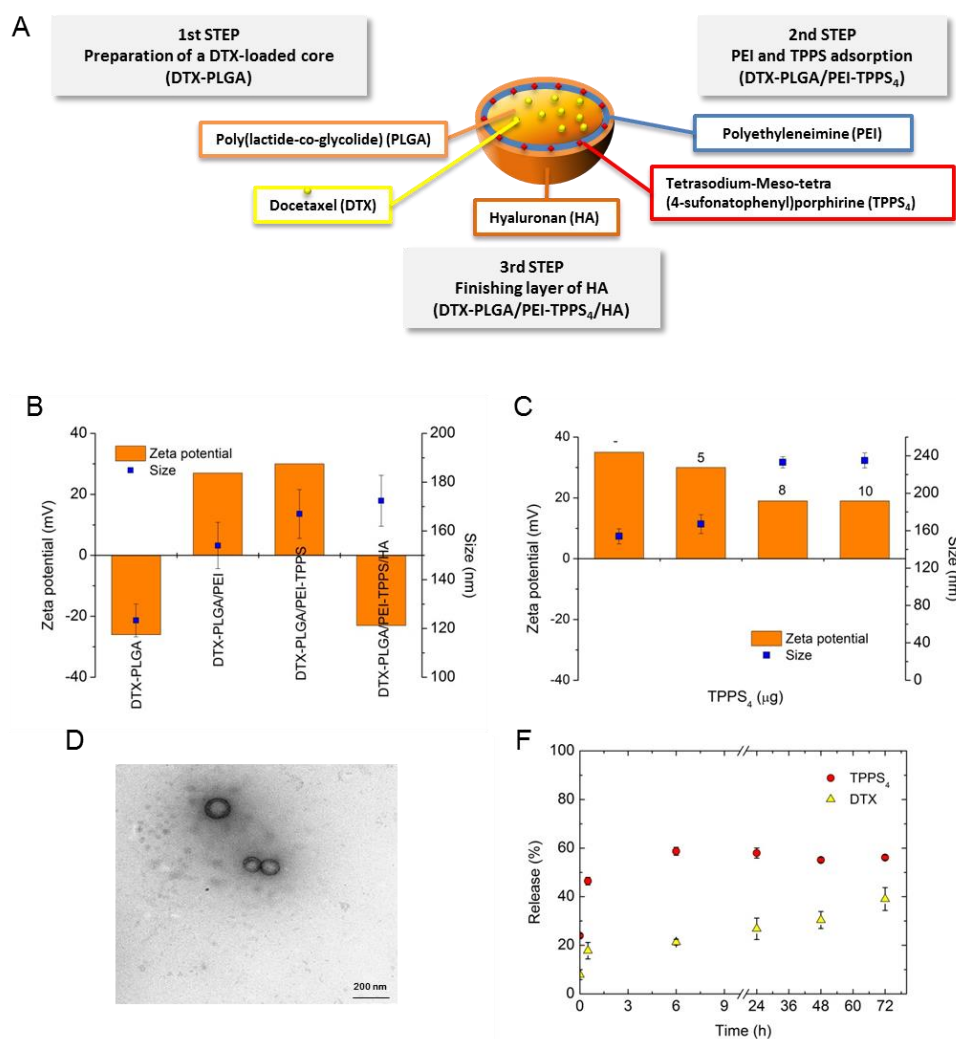 A
1st STEP
Preparation of a DTX-loaded core
(DTX-PLGA)
2nd STEP
PEI and TPPS adsorption
(DTX-PLGA/PEI-TPPS₄)
Poly(lactide-co-glycolide) (PLGA)
Polyethyleneimine (PEI)
Docetaxel (DTX)
Hyaluronan (HA)
Tetrasodium-Meso-tetra
(4-sufonatophenyl)porphirine (TPPS₄)
3rd STEP
Finishing layer of HA
(DTX-PLGA/PEI-TPPS₄/HA)
B
Zeta potential (mV)
40
20
0
-20
-40
Zeta potential
Size
DTX-PLGA
DTX-PLGA/PEI
DTX-PLGA/PEI-TPPS
DTX-PLGA/PEI-TPPS/HA
200
180
160
140
120
100
Size (nm)
C
Zeta potential (mV)
40
20
0
-20
-40
-
5
8
10
Zeta potential
Size
240
200
160
120
80
40
0
Size (nm)
TPPS₄ (μg)
D
200 nm
F
Release (%)
100
80
60
40
20
0
TPPS₄
DTX
0
3
6
9
24
36
48
60
72
Time (h)